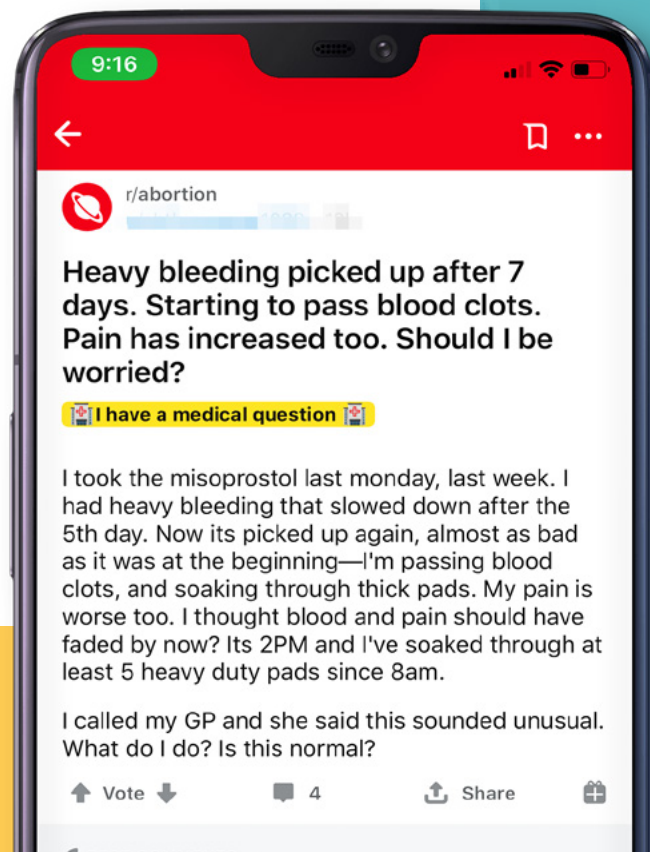 9:16
r/abortion
Heavy bleeding picked up after 7
days. Starting to pass blood clots.
Pain has increased too. Should I be
worried?
I have a medical question
I took the misoprostol last monday, last week. I
had heavy bleeding that slowed down after the
5th day. Now its picked up again, almost as bad
as it was at the beginning—I'm passing blood
clots, and soaking through thick pads. My pain is
worse too. I thought blood and pain should have
faded by now? Its 2PM and I've soaked through at
least 5 heavy duty pads since 8am.
I called my GP and she said this sounded unusual.
What do I do? Is this normal?
Vote 4 Share